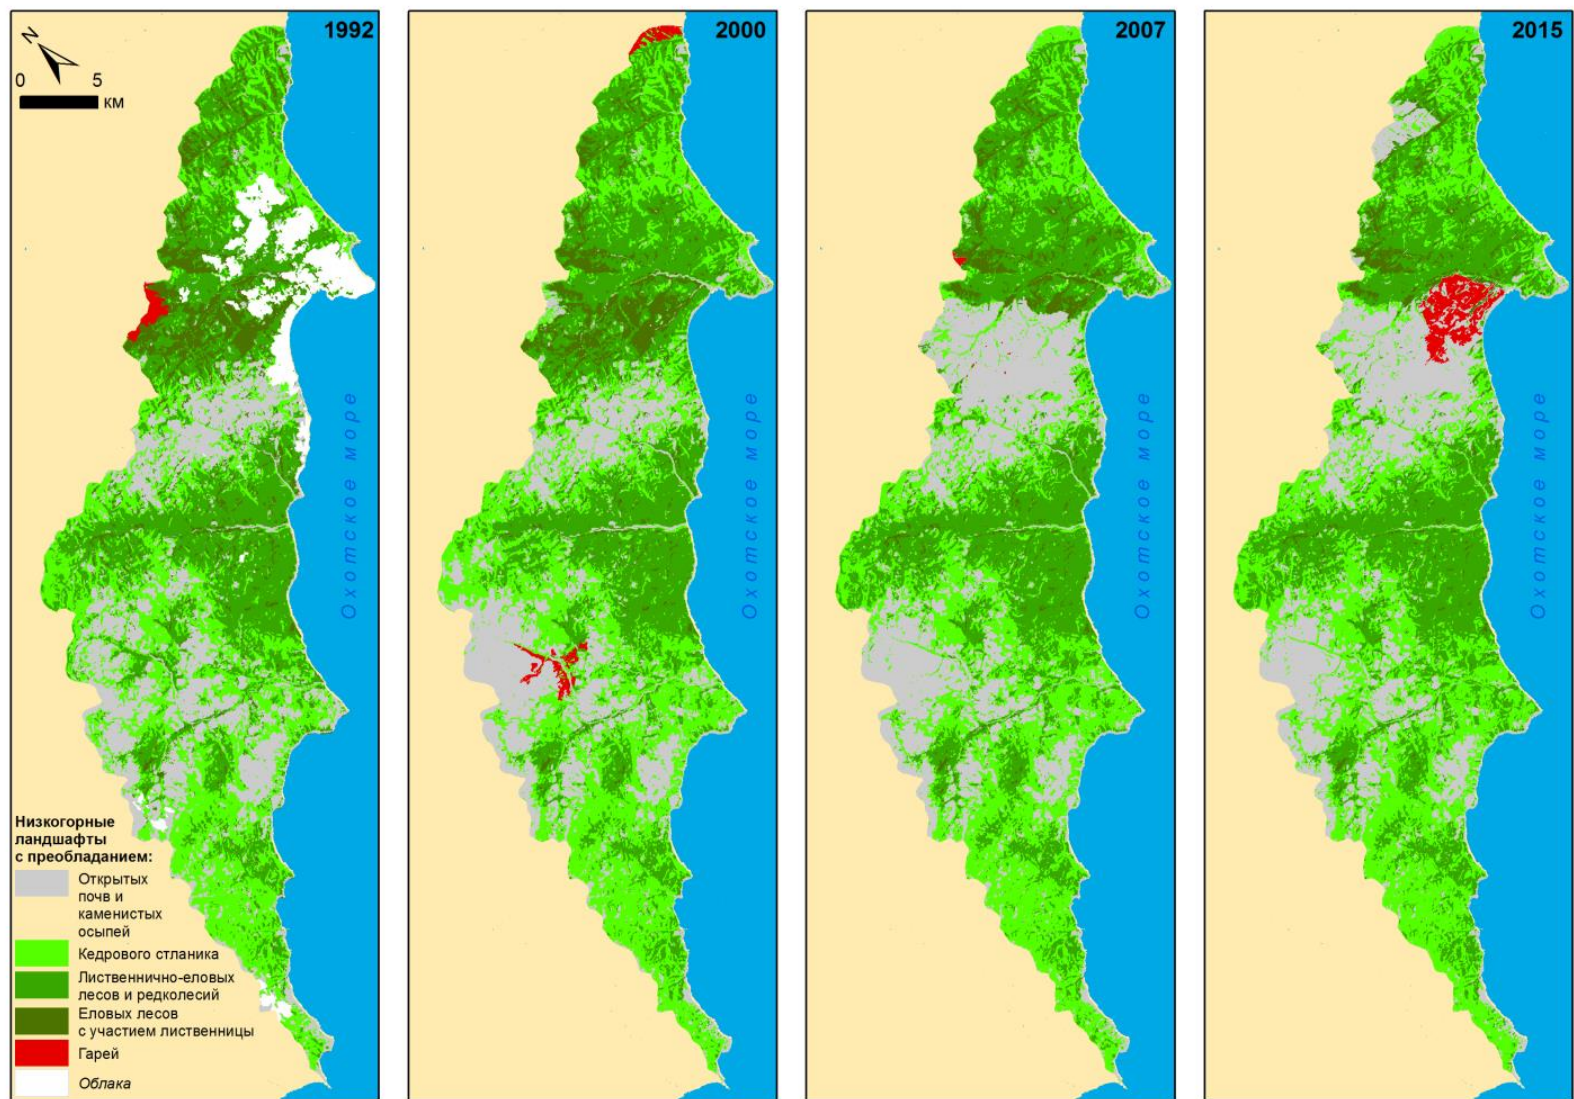 1992
2000
2007
2015
N
0 5
км
Охотское море
Охотское море
Охотское море
Охотское море
Низкогорные
ландшафты
с преобладанием:
Открытых
почв и
каменистых
осыпей
Кедрового стланика
Лиственнично-еловых
лесов и редколесий
Еловых лесов
с участием лиственницы
Гарей
Облака